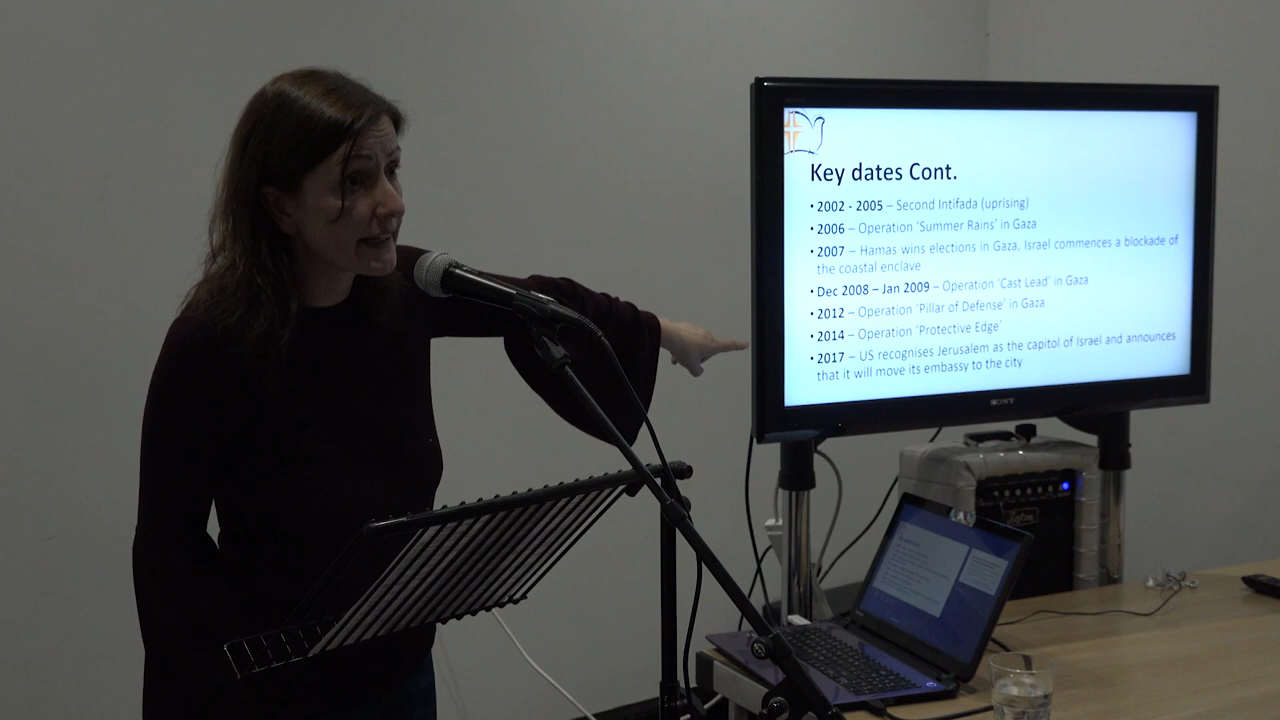 Key dates Cont.
• 2002 - 2005 – Second Intifada (uprising)
• 2006 – Operation ‘Summer Rains’ in Gaza
• 2007 – Hamas wins elections in Gaza, Israel commences a blockade of
the coastal enclave
• Dec 2008 – Jan 2009 – Operation ‘Cast Lead’ in Gaza
• 2012 – Operation ‘Pillar of Defense’ in Gaza
• 2014 – Operation ‘Protective Edge’
• 2017 – US recognises Jerusalem as the capitol of Israel and announces
that it will move its embassy to the city
SONY